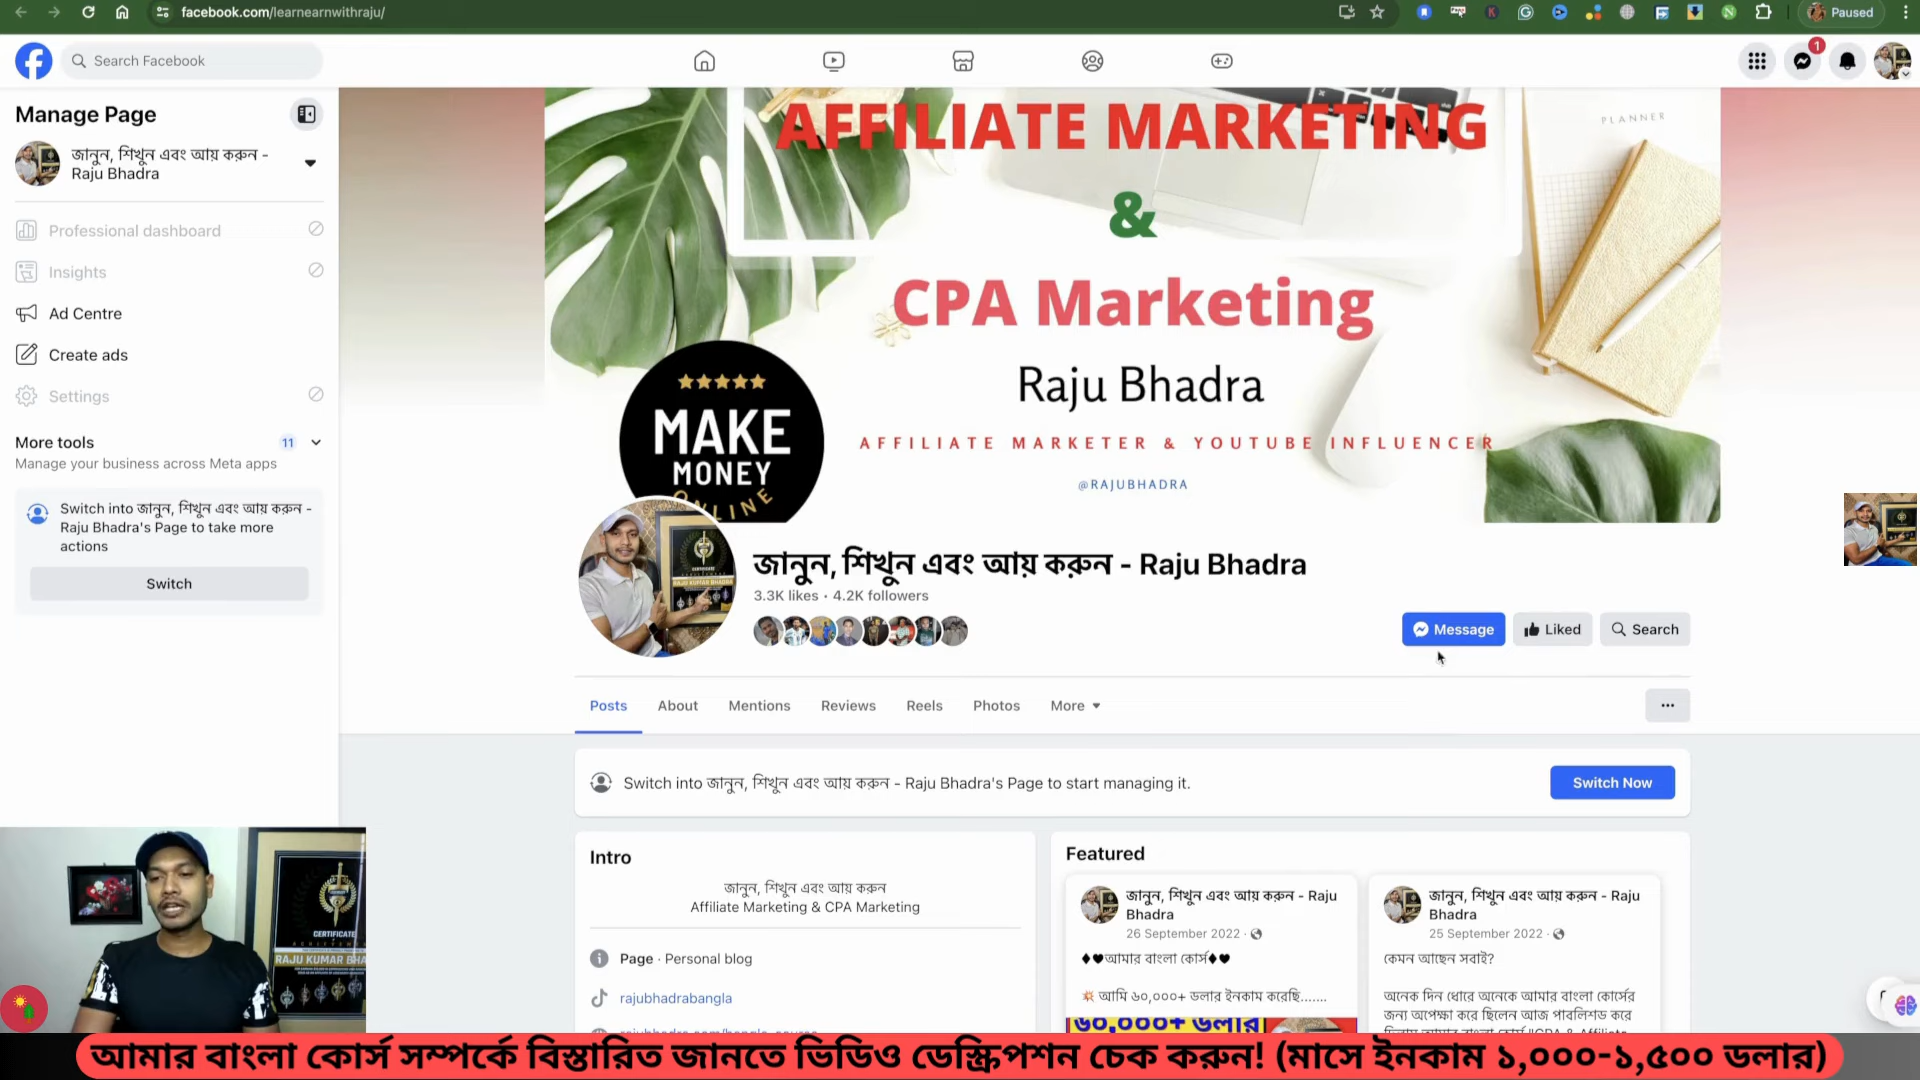 facebook.com/learnearnwithraju/
Paused
Search Facebook
1
Manage Page
জানুন, শিখুন এবং আয় করুন -
Raju Bhadra
Professional dashboard
Insights
Ad Centre
Create ads
Settings
More tools
11
Manage your business across Meta apps
Switch into জানুন, শিখুন এবং আয় করুন -
Raju Bhadra's Page to take more
actions
Switch
AFFILIATE MARKETING
&
CPA Marketing
Raju Bhadra
AFFILIATE MARKETER & YOUTUBE INFLUENCER
@RAJUBHADRA
PLANNER
MAKE
MONEY
ONLINE
জানুন, শিখুন এবং আয় করুন - Raju Bhadra
3.3K likes • 4.2K followers
Message
Liked
Search
Posts
About
Mentions
Reviews
Reels
Photos
More
Switch into জানুন, শিখুন এবং আয় করুন - Raju Bhadra's Page to start managing it.
Switch Now
Intro
জানুন, শিখুন এবং আয় করুন
Affiliate Marketing & CPA Marketing
Page · Personal blog
rajubhadrabangla
Featured
জানুন, শিখুন এবং আয় করুন - Raju
Bhadra
26 September 2022 ·
♦♥আমার বাংলা কোর্স♦♥
💥 আমি ৬০,০০০+ ডলার ইনকাম করেছি.......
৬০,০০০+ ডলার
জানুন, শিখুন এবং আয় করুন - Raju
Bhadra
25 September 2022 ·
কেমন আছেন সবাই?
অনেক দিন ধোরে অনেকে আমার বাংলা কোর্সের
জন্য অপেক্ষা করে ছিলেন আজ পাবলিশড করে
CERTIFICATE
RAJU KUMAR BHA
আমার বাংলা কোর্স সম্পর্কে বিস্তারিত জানতে ভিডিও ডেস্ক্রিপশন চেক করুন! (মাসে ইনকাম ১,০০০-১,৫০০ ডলার)